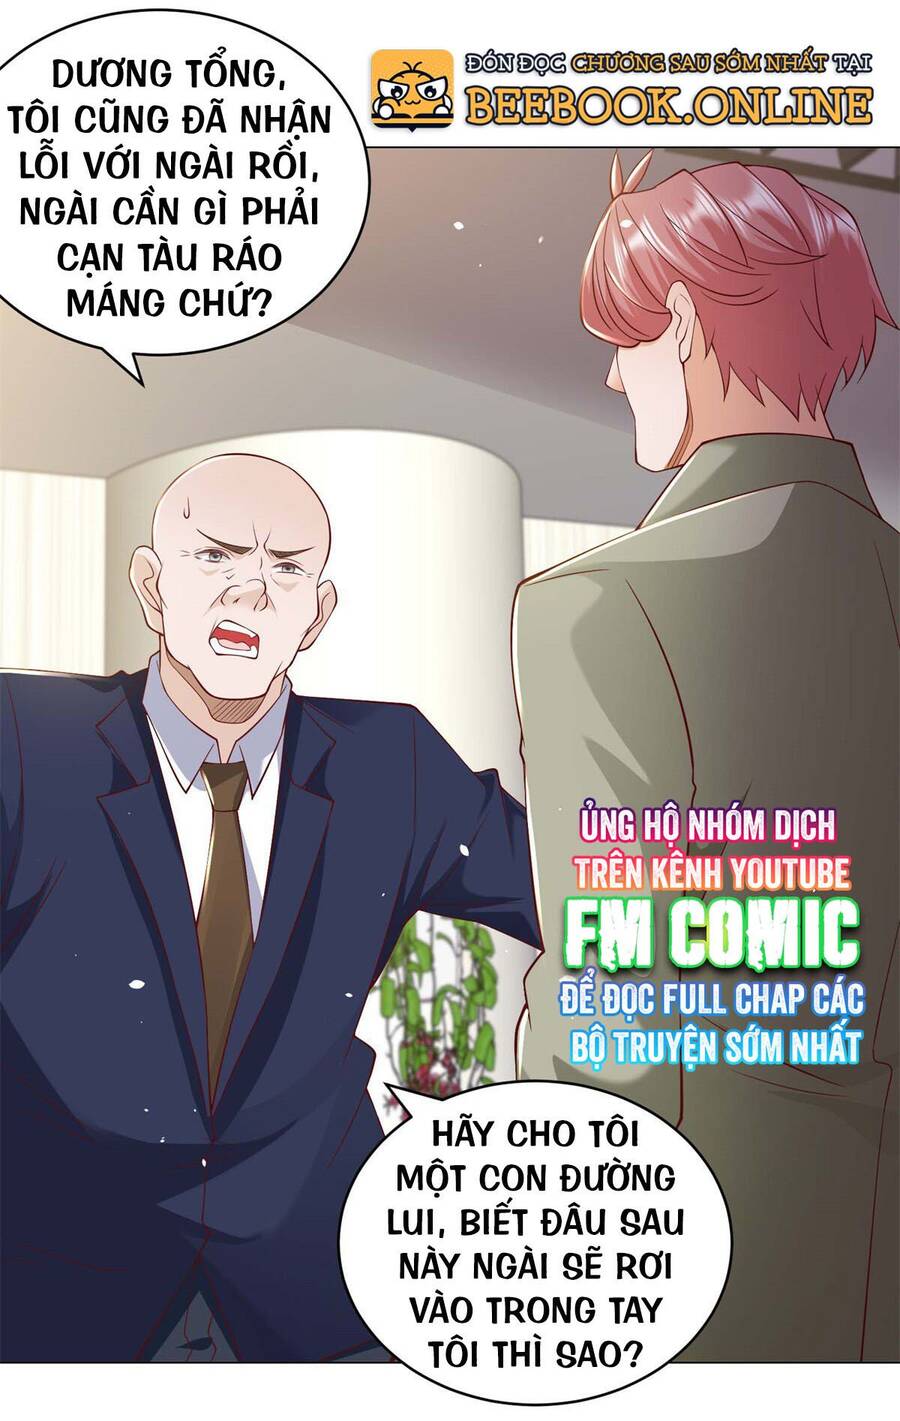 DƯƠNG TỔNG,
TÔI CŨNG ĐÃ NHẬN
LỖI VỚI NGÀI RỒI,
NGÀI CẦN GÌ PHẢI
CẠN TÀU RÁO
MÁNG CHỨ?
ĐÓN ĐỌC CHƯƠNG SAU SỚM NHẤT TẠI
BEEBOOK.ONLINE
ỦNG HỘ NHÓM DỊCH
TRÊN KÊNH YOUTUBE
FM COMIC
ĐỂ ĐỌC FULL CHAP CÁC
BỘ TRUYỆN SỚM NHẤT
HÃY CHO TÔI
MỘT CON ĐƯỜNG
LUI, BIẾT ĐÂU SAU
NÀY NGÀI SẼ RƠI
VÀO TRONG TAY
TÔI THÌ SAO?